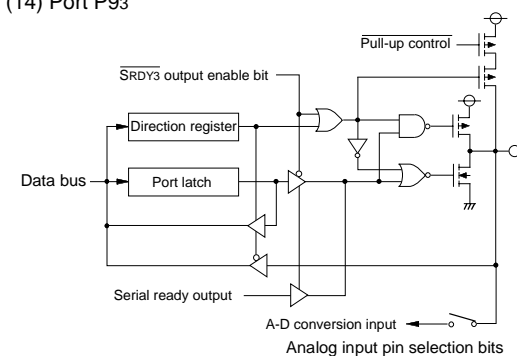 (14) Port P93
Pull-up control
SRDY3 output enable bit
Direction register
Data bus
Port latch
Serial ready output
A-D conversion input
Analog input pin selection bits